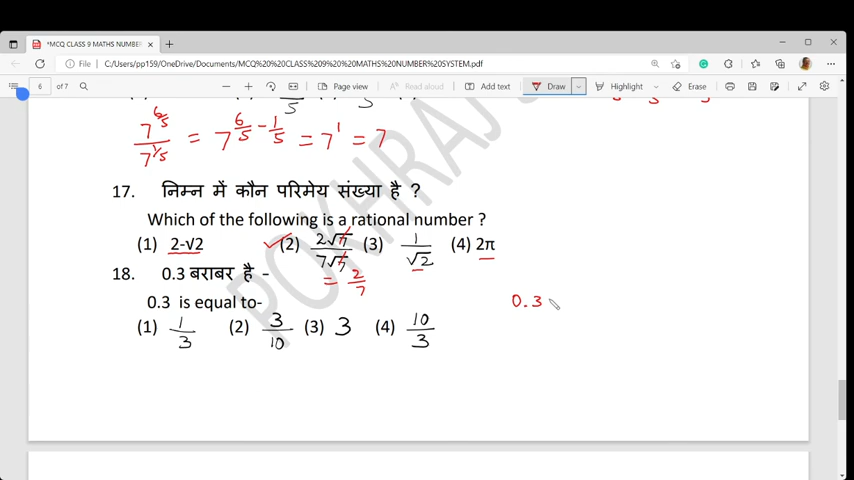 *MCQ CLASS 9 MATHS NUMBER
File | C:/Users/pp159/OneDrive/Documents/MCQ%20%20CLASS%209%20%20MATHS%20NUMBER%20SYSTEM.pdf
6 of 7 Page view Read aloud Add text Draw Highlight Erase
7^6/5 / 7^1/5 = 7^6/5 - 1/5 = 7^1 = 7
17. निम्न में कौन परिमेय संख्या है ?
Which of the following is a rational number ?
(1) 2-√2 (2) 2√7/7√7 (3) 1/√2 (4) 2π
= 2/7
18. 0.3 बराबर है -
0.3 is equal to-
0.3
(1) 1/3 (2) 3/10 (3) 3 (4) 10/3